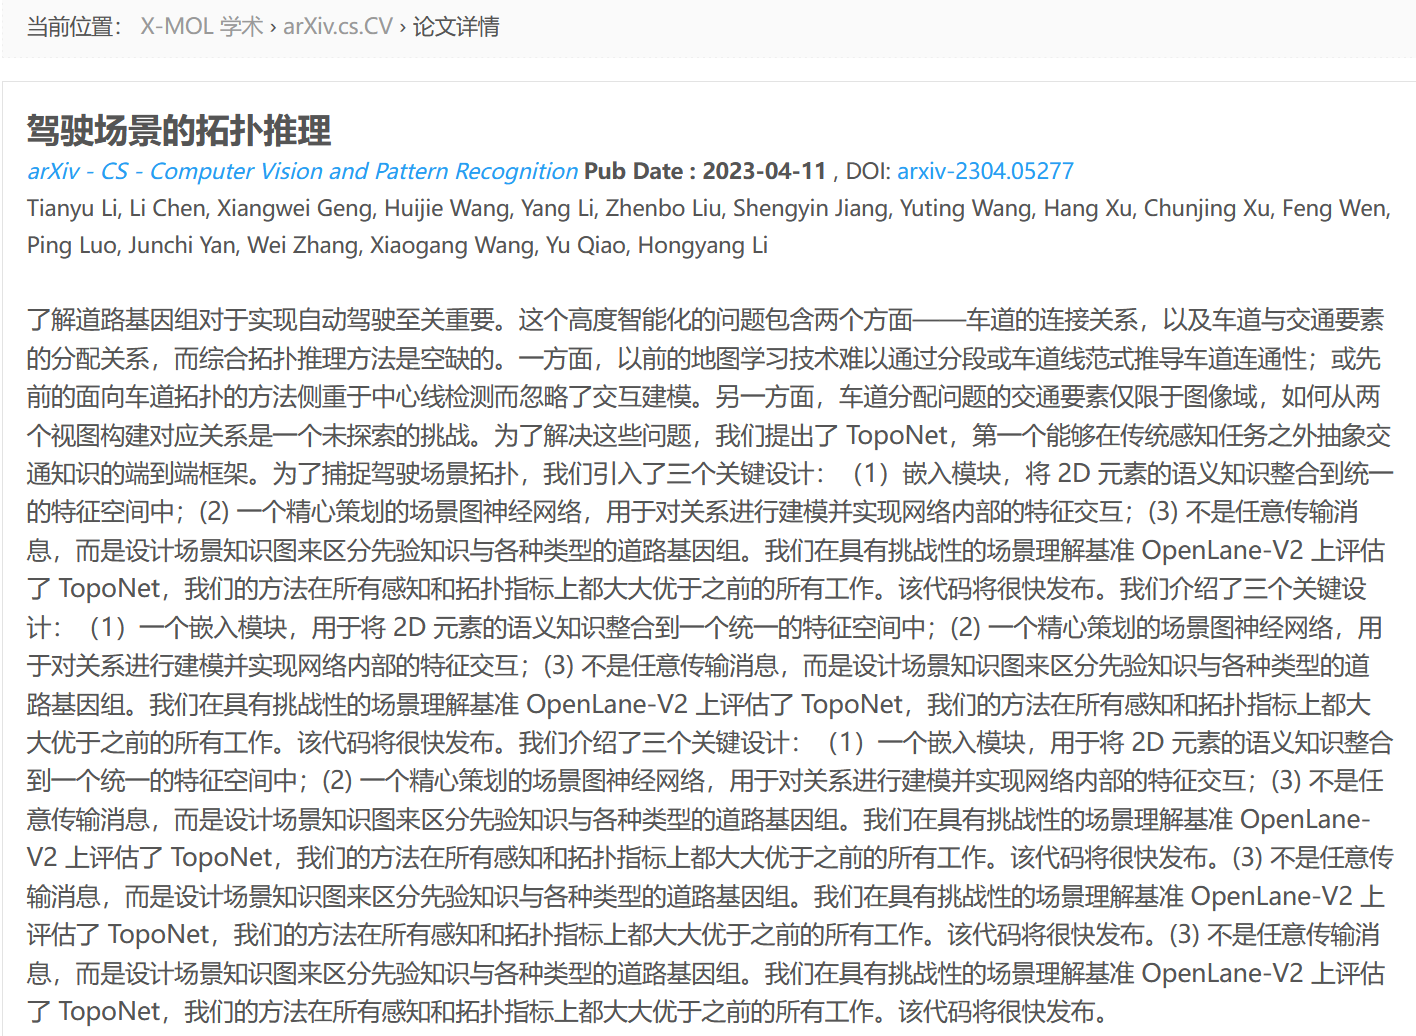 当前位置： X-MOL 学术 › arXiv.cs.CV › 论文详情
驾驶场景的拓扑推理
arXiv - CS - Computer Vision and Pattern Recognition Pub Date : 2023-04-11 , DOI: arxiv-2304.05277
Tianyu Li, Li Chen, Xiangwei Geng, Huijie Wang, Yang Li, Zhenbo Liu, Shengyin Jiang, Yuting Wang, Hang Xu, Chunjing Xu, Feng Wen,
Ping Luo, Junchi Yan, Wei Zhang, Xiaogang Wang, Yu Qiao, Hongyang Li
了解道路基因组对于实现自动驾驶至关重要。这个高度智能化的问题包含两个方面——车道的连接关系，以及车道与交通要素
的分配关系，而综合拓扑推理方法是空缺的。一方面，以前的地图学习技术难以通过分段或车道线范式推导车道连通性；或先
前的面向车道拓扑的方法侧重于中心线检测而忽略了交互建模。另一方面，车道分配问题的交通要素仅限于图像域，如何从两
个视图构建对应关系是一个未探索的挑战。为了解决这些问题，我们提出了 TopoNet，第一个能够在传统感知任务之外抽象交
通知识的端到端框架。为了捕捉驾驶场景拓扑，我们引入了三个关键设计：（1）嵌入模块，将 2D 元素的语义知识整合到统一
的特征空间中；(2) 一个精心策划的场景图神经网络，用于对关系进行建模并实现网络内部的特征交互；(3) 不是任意传输消
息，而是设计场景知识图来区分先验知识与各种类型的道路基因组。我们在具有挑战性的场景理解基准 OpenLane-V2 上评估
了 TopoNet，我们的方法在所有感知和拓扑指标上都大大优于之前的所有工作。该代码将很快发布。我们介绍了三个关键设
计：（1）一个嵌入模块，用于将 2D 元素的语义知识整合到一个统一的特征空间中；(2) 一个精心策划的场景图神经网络，用
于对关系进行建模并实现网络内部的特征交互；(3) 不是任意传输消息，而是设计场景知识图来区分先验知识与各种类型的道
路基因组。我们在具有挑战性的场景理解基准 OpenLane-V2 上评估了 TopoNet，我们的方法在所有感知和拓扑指标上都大
大优于之前的所有工作。该代码将很快发布。我们介绍了三个关键设计：（1）一个嵌入模块，用于将 2D 元素的语义知识整合
到一个统一的特征空间中；(2) 一个精心策划的场景图神经网络，用于对关系进行建模并实现网络内部的特征交互；(3) 不是任
意传输消息，而是设计场景知识图来区分先验知识与各种类型的道路基因组。我们在具有挑战性的场景理解基准 OpenLane-
V2 上评估了 TopoNet，我们的方法在所有感知和拓扑指标上都大大优于之前的所有工作。该代码将很快发布。(3) 不是任意传
输消息，而是设计场景知识图来区分先验知识与各种类型的道路基因组。我们在具有挑战性的场景理解基准 OpenLane-V2 上
评估了 TopoNet，我们的方法在所有感知和拓扑指标上都大大优于之前的所有工作。该代码将很快发布。(3) 不是任意传输消
息，而是设计场景知识图来区分先验知识与各种类型的道路基因组。我们在具有挑战性的场景理解基准 OpenLane-V2 上评估
了 TopoNet，我们的方法在所有感知和拓扑指标上都大大优于之前的所有工作。该代码将很快发布。